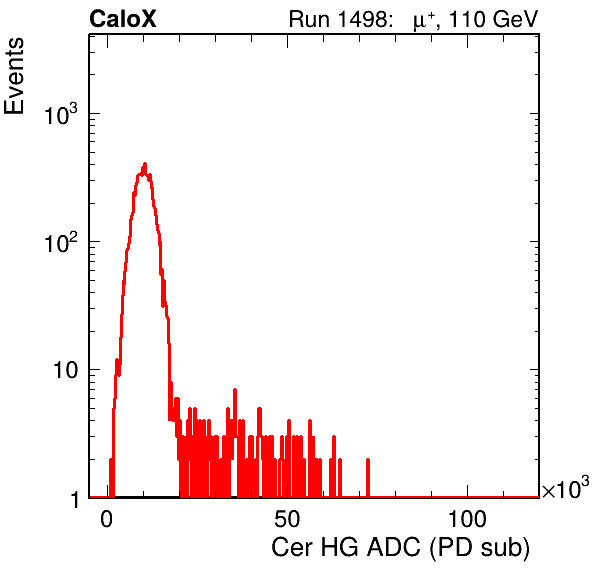 CaloX Run 1498: μ⁺, 110 GeV
Events
10³
10²
10
1
0 50 100 ×10³
Cer HG ADC (PD sub)